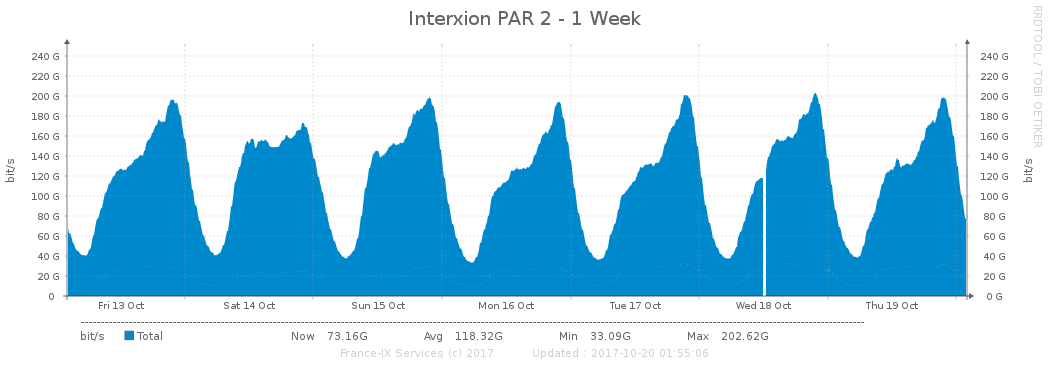 Interxion PAR 2 - 1 Week
RRDTOOL / TOBI OETIKER
240 G 240 G
220 G 220 G
200 G 200 G
180 G 180 G
160 G 160 G
140 G 140 G
120 G 120 G
100 G 100 G
80 G 80 G
60 G 60 G
40 G 40 G
20 G 20 G
0 0 G
bit/s bit/s
Fri 13 Oct Sat 14 Oct Sun 15 Oct Mon 16 Oct Tue 17 Oct Wed 18 Oct Thu 19 Oct
bit/s Total Now 73.16G Avg 118.32G Min 33.09G Max 202.62G
France-IX Services (c) 2017 Updated : 2017-10-20 01:55:06